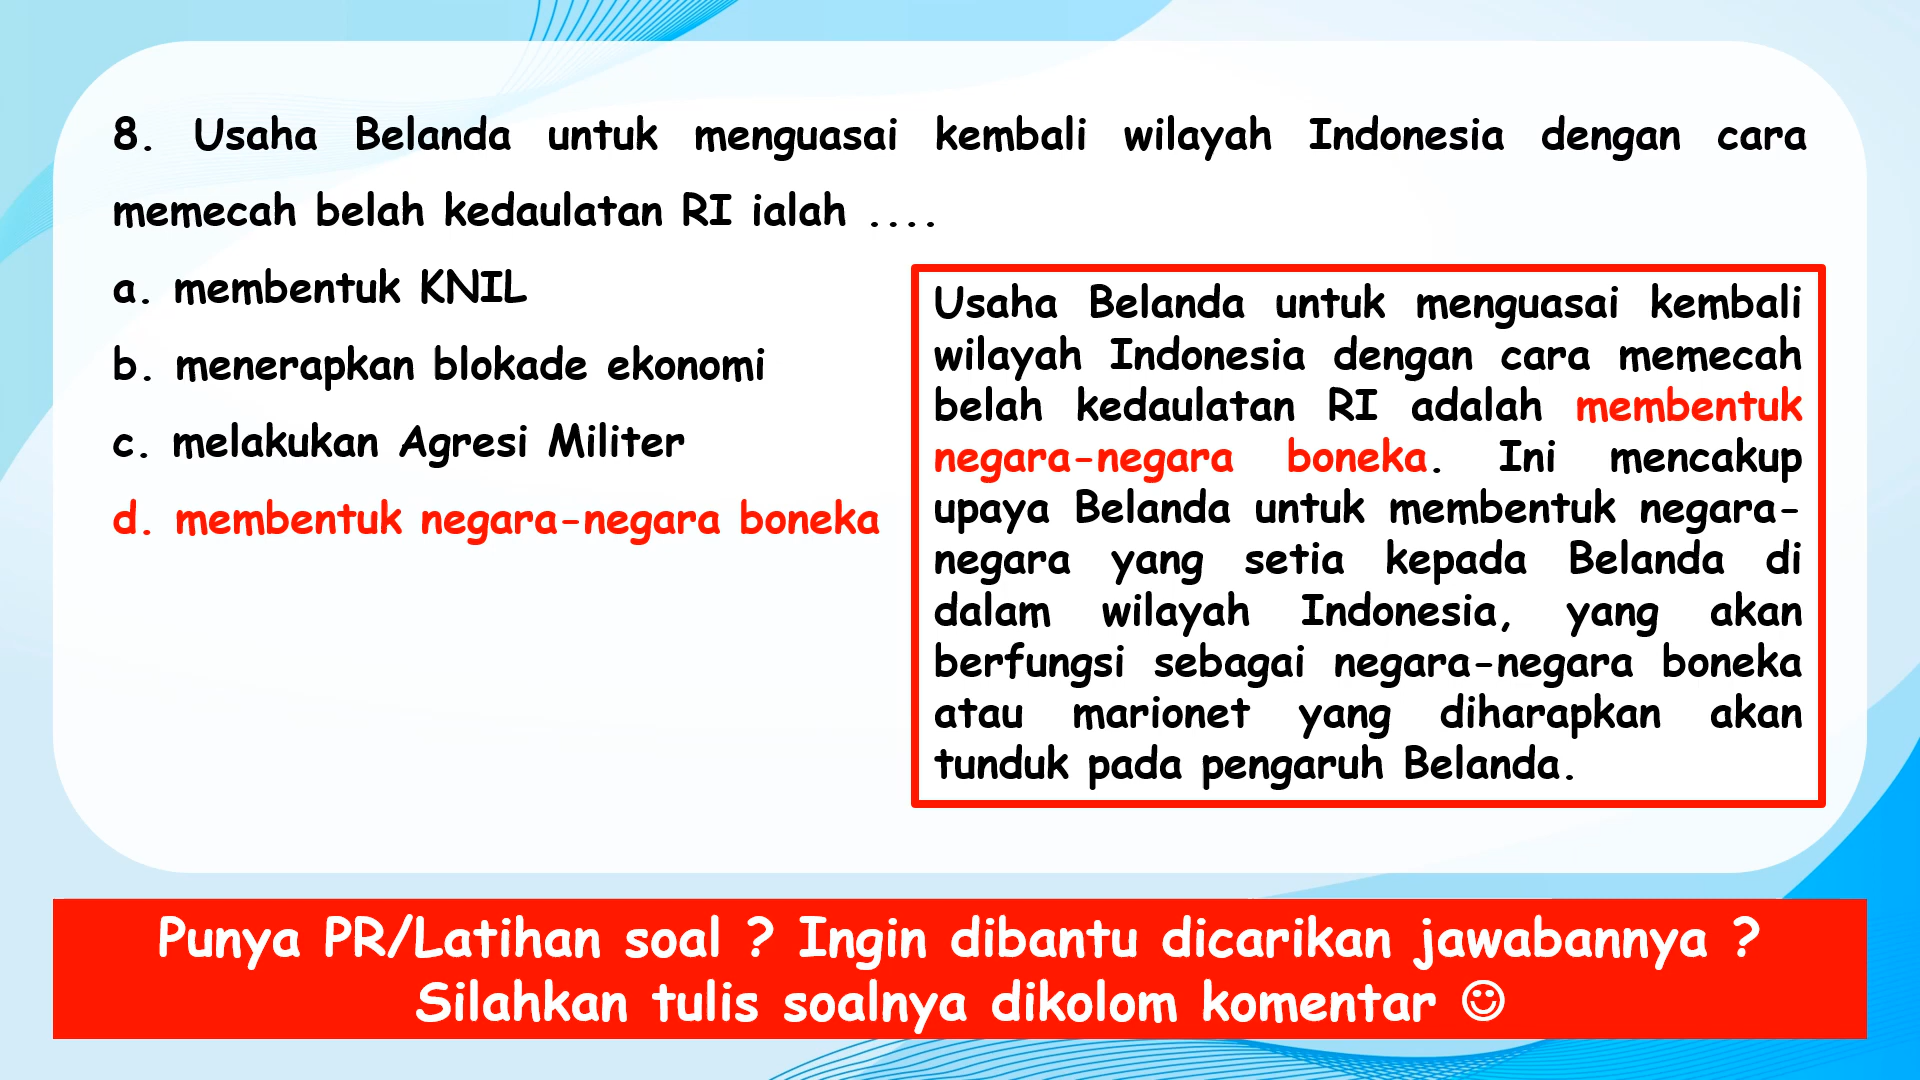 8. Usaha Belanda untuk menguasai kembali wilayah Indonesia dengan cara
memecah belah kedaulatan RI ialah ....
a. membentuk KNIL
b. menerapkan blokade ekonomi
c. melakukan Agresi Militer
d. membentuk negara-negara boneka
Usaha Belanda untuk menguasai kembali
wilayah Indonesia dengan cara memecah
belah kedaulatan RI adalah membentuk
negara-negara boneka. Ini mencakup
upaya Belanda untuk membentuk negara-
negara yang setia kepada Belanda di
dalam wilayah Indonesia, yang akan
berfungsi sebagai negara-negara boneka
atau marionet yang diharapkan akan
tunduk pada pengaruh Belanda.
Punya PR/Latihan soal ? Ingin dibantu dicarikan jawabannya ?
Silahkan tulis soalnya dikolom komentar ☺